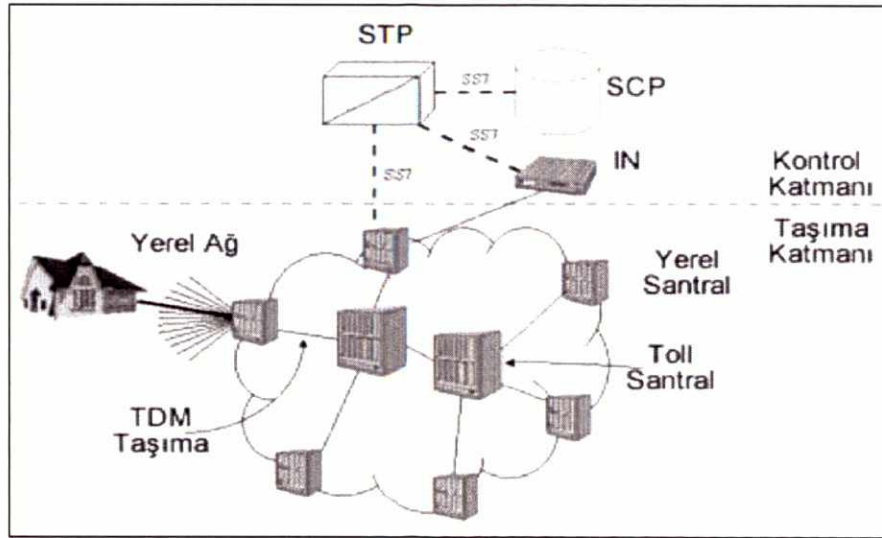 STP
SS7
SCP
SS7
IN
SS7
Kontrol
Katmanı
Taşıma
Katmanı
Yerel Ağ
Yerel
Santral
Toll
Santral
TDM
Taşıma